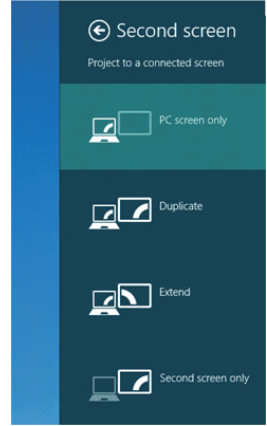 Second screen
Project to a connected screen
PC screen only
Duplicate
Extend
Second screen only